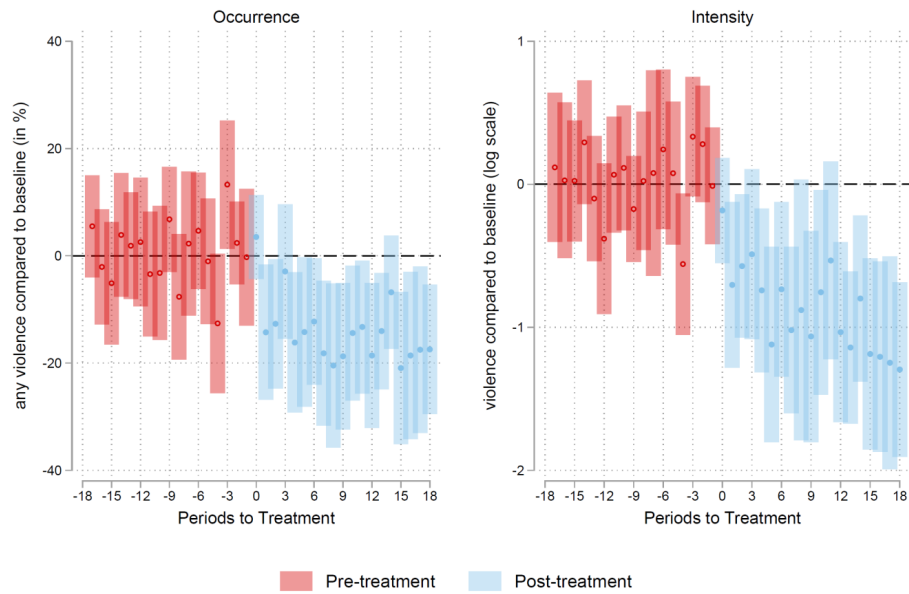 Occurrence
Intensity
any violence compared to baseline (in %)
40
20
0
-20
-40
-18 -15 -12 -9 -6 -3 0 3 6 9 12 15 18
Periods to Treatment
violence compared to baseline (log scale)
1
0
-1
-2
-18 -15 -12 -9 -6 -3 0 3 6 9 12 15 18
Periods to Treatment
Pre-treatment Post-treatment